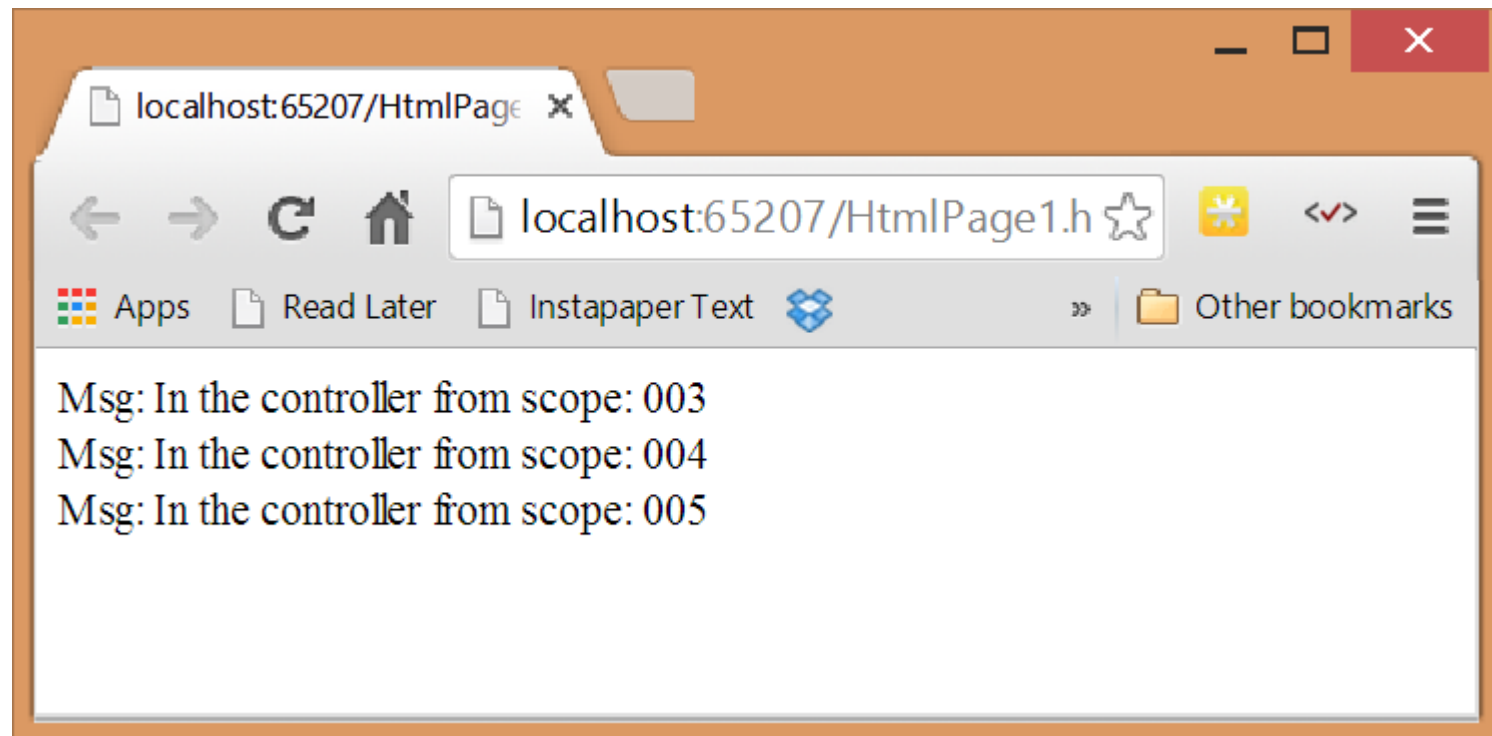 localhost:65207/HtmlPage
localhost:65207/HtmlPage1.h
Apps Read Later Instapaper Text » Other bookmarks
Msg: In the controller from scope: 003
Msg: In the controller from scope: 004
Msg: In the controller from scope: 005